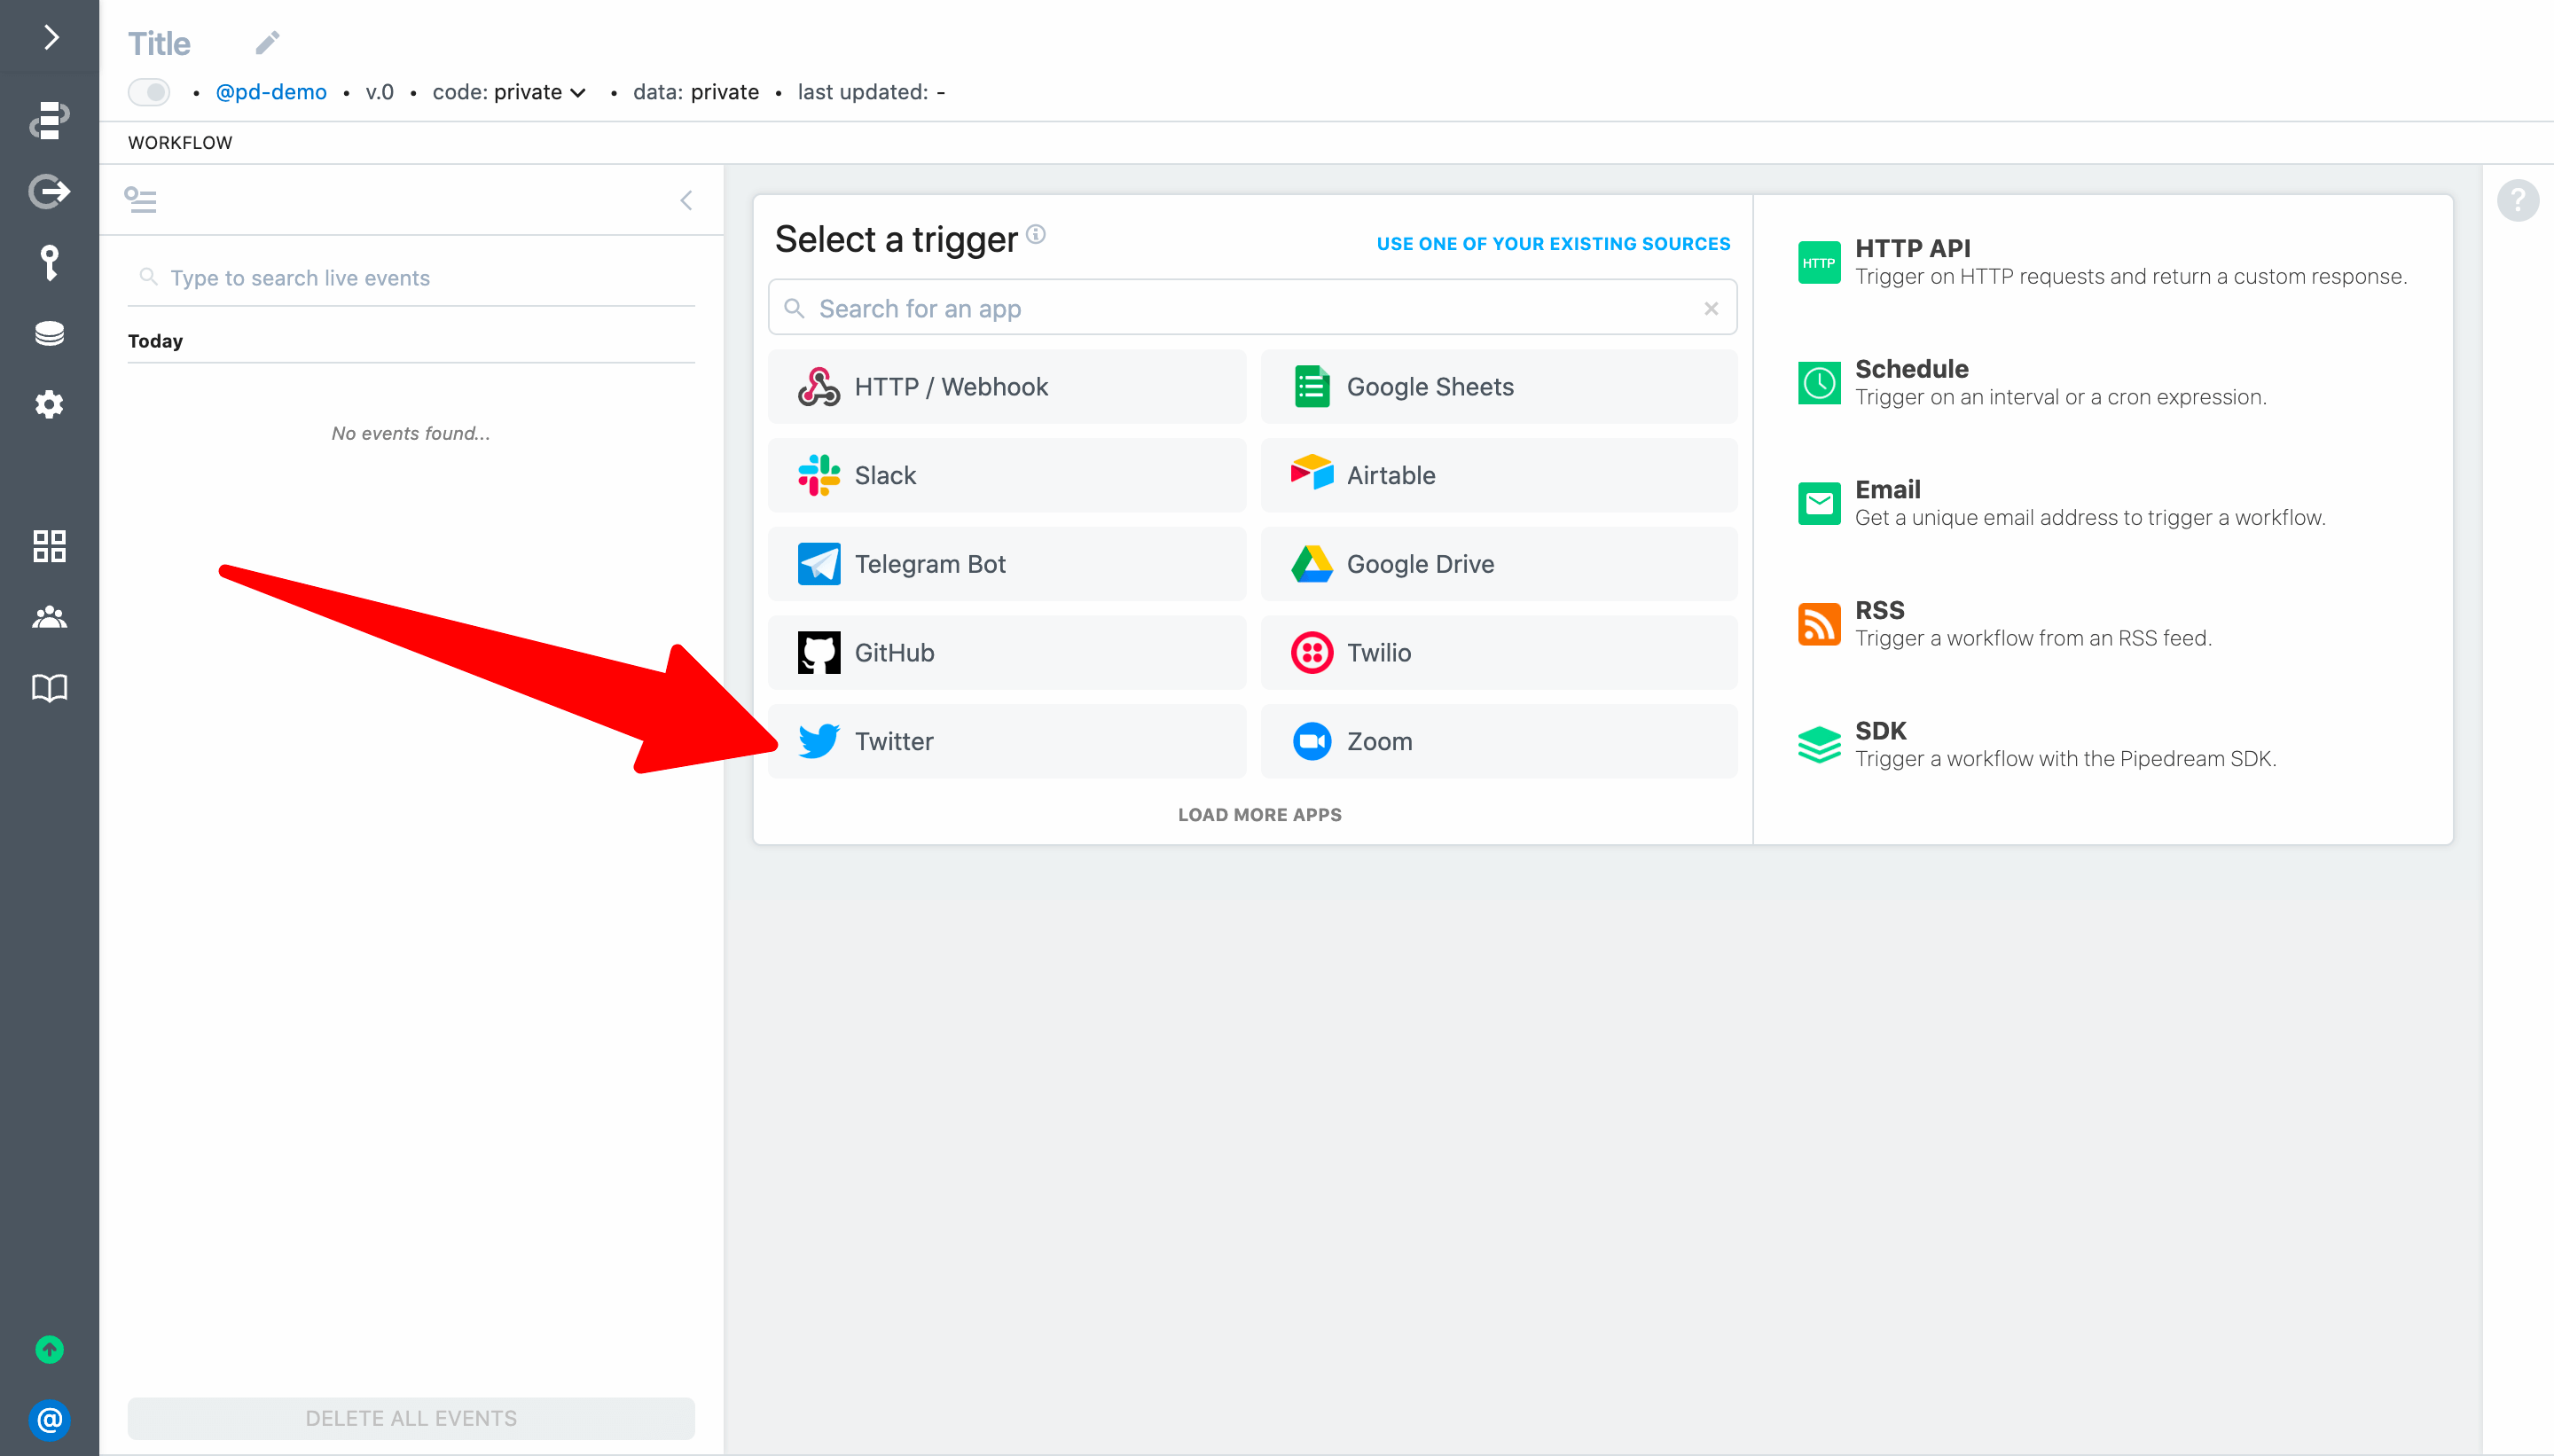 Title
• @pd-demo • v.0 • code: private • data: private • last updated: -
WORKFLOW
Type to search live events
Today
No events found...
DELETE ALL EVENTS
Select a trigger
USE ONE OF YOUR EXISTING SOURCES
Search for an app
HTTP / Webhook
Google Sheets
Slack
Airtable
Telegram Bot
Google Drive
GitHub
Twilio
Twitter
Zoom
LOAD MORE APPS
HTTP
HTTP API
Trigger on HTTP requests and return a custom response.
Schedule
Trigger on an interval or a cron expression.
Email
Get a unique email address to trigger a workflow.
RSS
Trigger a workflow from an RSS feed.
SDK
Trigger a workflow with the Pipedream SDK.
?
@